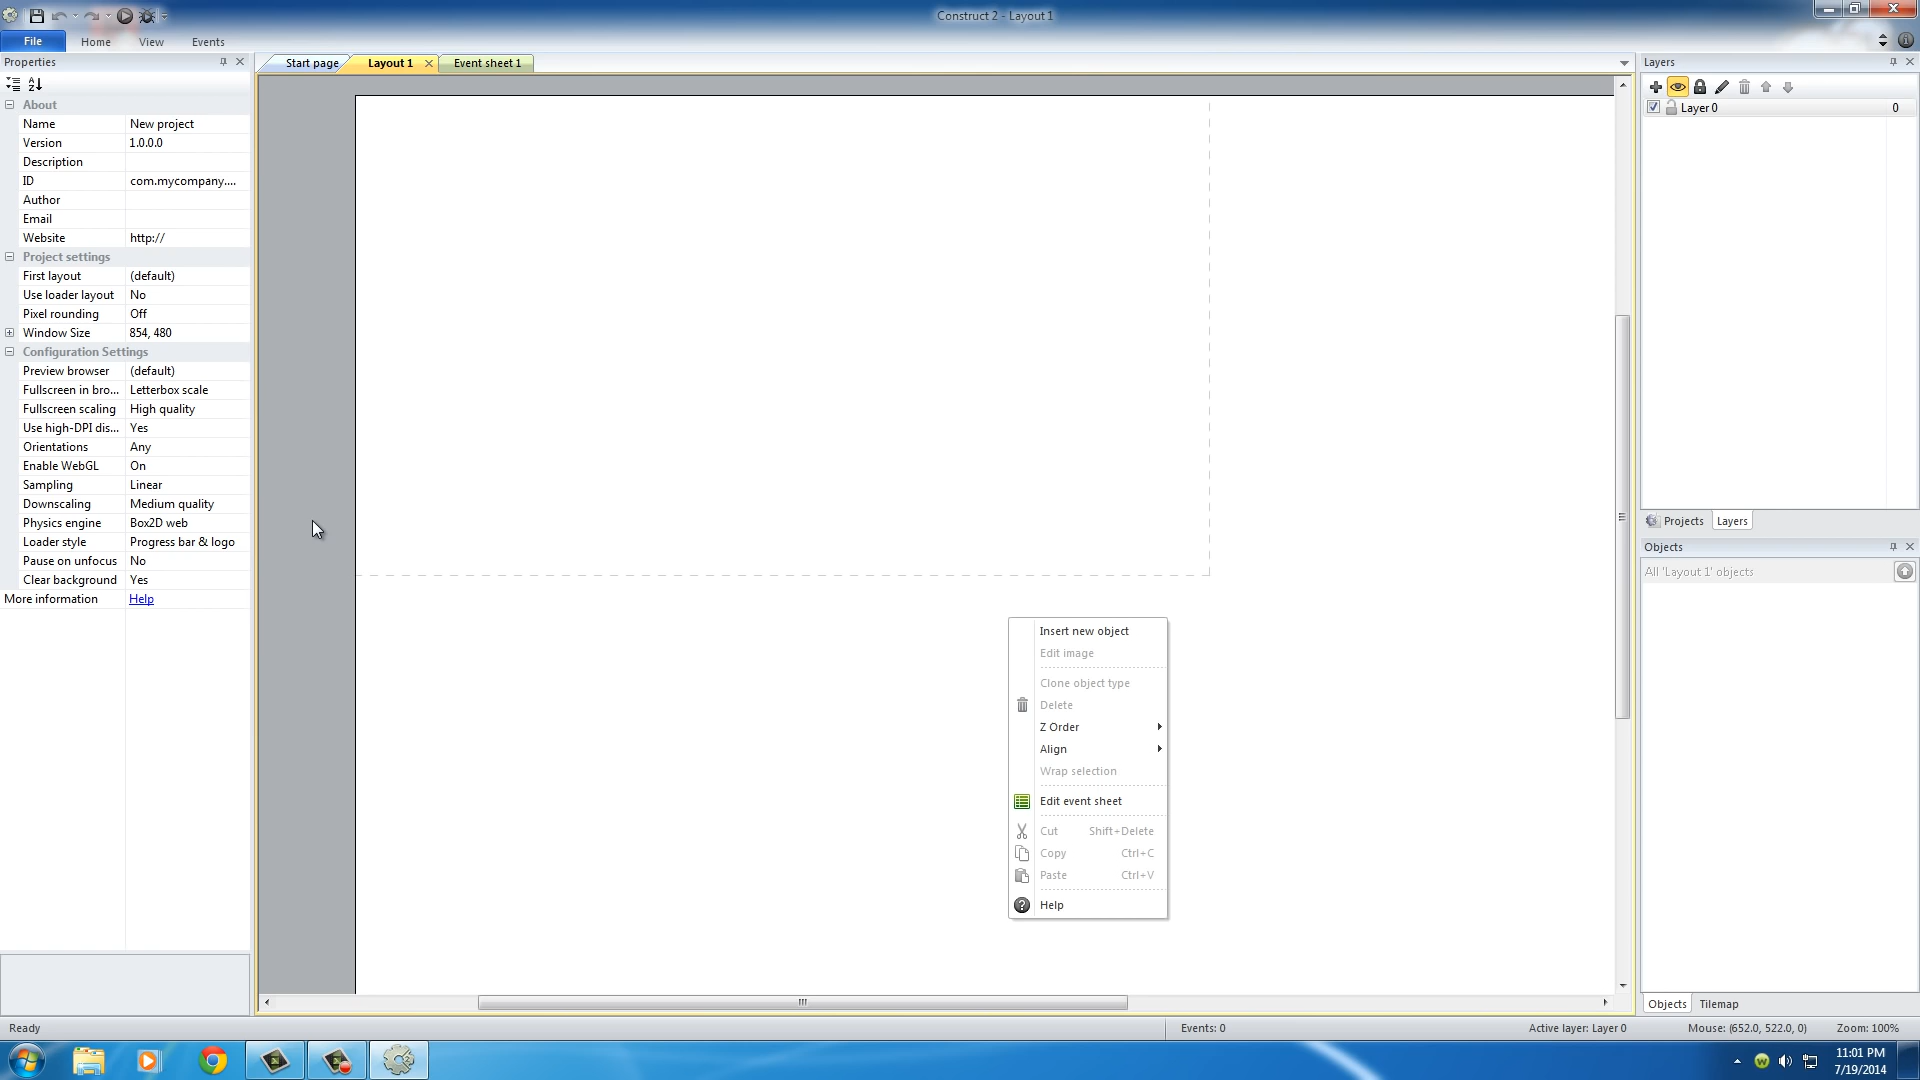 Construct 2 - Layout 1
File Home View Events
Properties
About
Name New project
Version 1.0.0.0
Description
ID com.mycompany....
Author
Email
Website http://
Project settings
First layout (default)
Use loader layout No
Pixel rounding Off
Window Size 854, 480
Configuration Settings
Preview browser (default)
Fullscreen in bro... Letterbox scale
Fullscreen scaling High quality
Use high-DPI dis... Yes
Orientations Any
Enable WebGL On
Sampling Linear
Downscaling Medium quality
Physics engine Box2D web
Loader style Progress bar & logo
Pause on unfocus No
Clear background Yes
More information Help
Start page Layout 1 Event sheet 1
Insert new object
Edit image
Clone object type
Delete
Z Order
Align
Wrap selection
Edit event sheet
Cut Shift+Delete
Copy Ctrl+C
Paste Ctrl+V
Help
Layers
Layer 0 0
Projects Layers
Objects
All 'Layout 1' objects
Objects Tilemap
Ready Events: 0 Active layer: Layer 0 Mouse: (652.0, 522.0, 0) Zoom: 100%
11:01 PM
7/19/2014